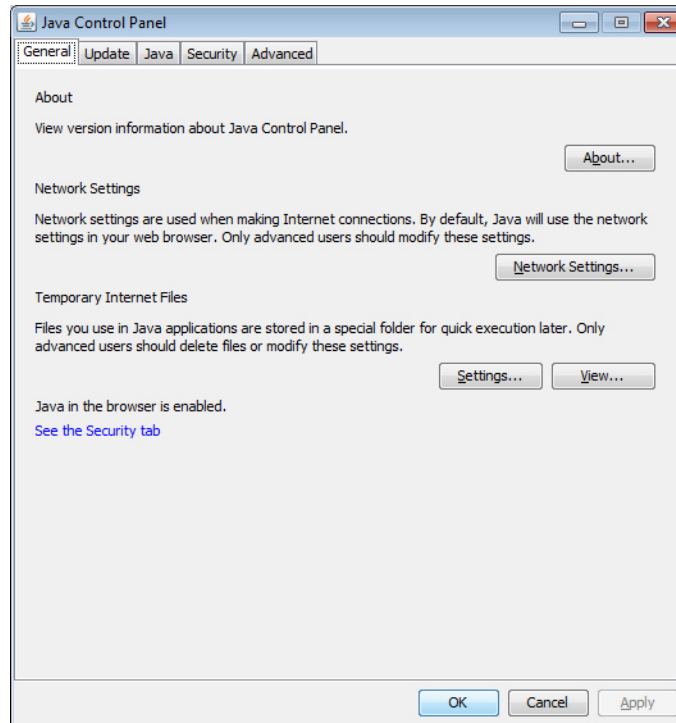 Java Control Panel
General Update Java Security Advanced
About
View version information about Java Control Panel.
About...
Network Settings
Network settings are used when making Internet connections. By default, Java will use the network
settings in your web browser. Only advanced users should modify these settings.
Network Settings...
Temporary Internet Files
Files you use in Java applications are stored in a special folder for quick execution later. Only
advanced users should delete files or modify these settings.
Settings... View...
Java in the browser is enabled.
See the Security tab
OK Cancel Apply